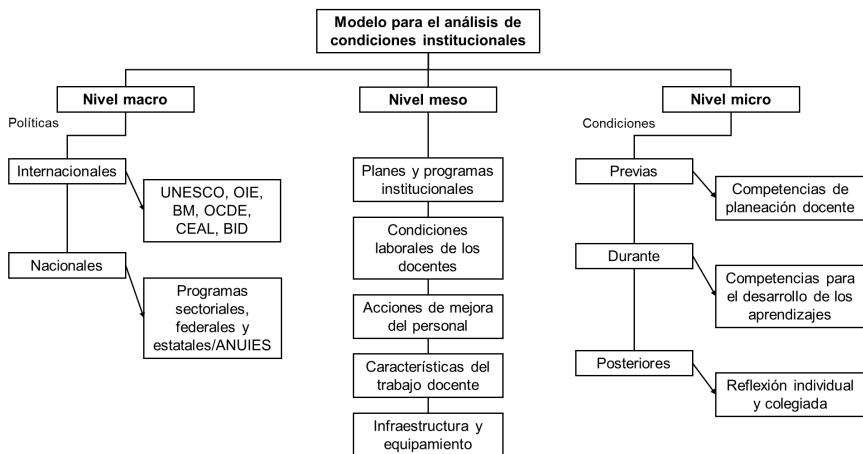 Modelo para el análisis de
condiciones institucionales
Nivel macro
Nivel meso
Nivel micro
Políticas
Condiciones
Internacionales
UNESCO, OIE,
BM, OCDE,
CEAL, BID
Nacionales
Programas
sectoriales,
federales y
estatales/ANUIES
Planes y programas
institucionales
Condiciones
laborales de los
docentes
Acciones de mejora
del personal
Características del
trabajo docente
Infraestructura y
equipamiento
Previas
Competencias de
planeación docente
Durante
Competencias para
el desarrollo de los
aprendizajes
Posteriores
Reflexión individual
y colegiada